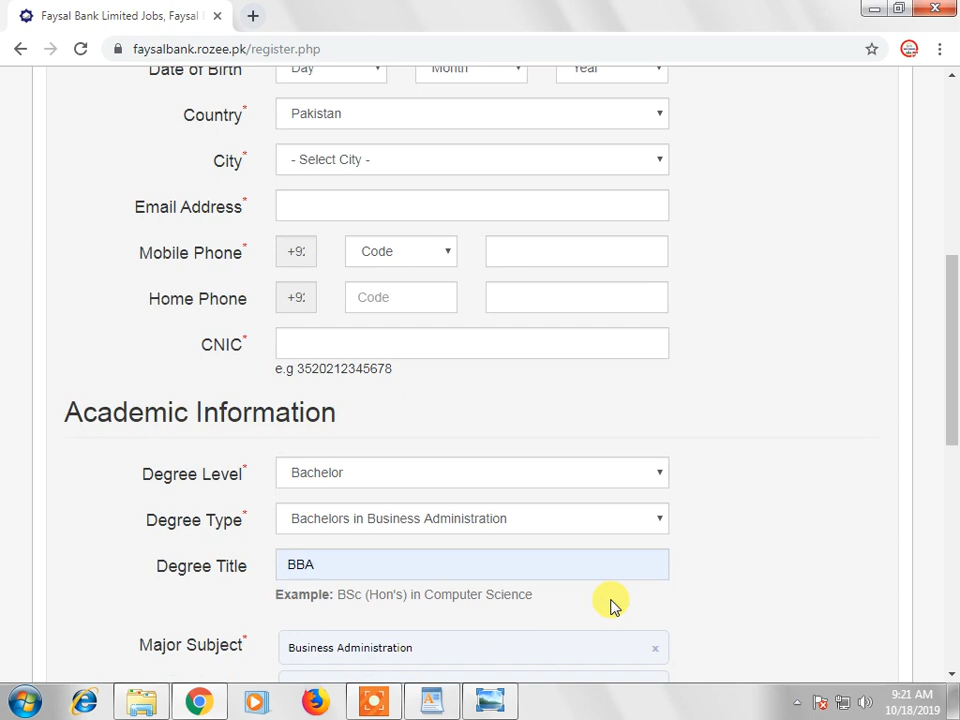 Faysal Bank Limited Jobs, Faysal
faysalbank.rozee.pk/register.php
Date of Birth Day Month Year
Country* Pakistan
City* - Select City -
Email Address*
Mobile Phone* +92 Code
Home Phone +92 Code
CNIC*
e.g 3520212345678
Academic Information
Degree Level* Bachelor
Degree Type* Bachelors in Business Administration
Degree Title BBA
Example: BSc (Hon's) in Computer Science
Major Subject* Business Administration x
9:21 AM
10/18/2019